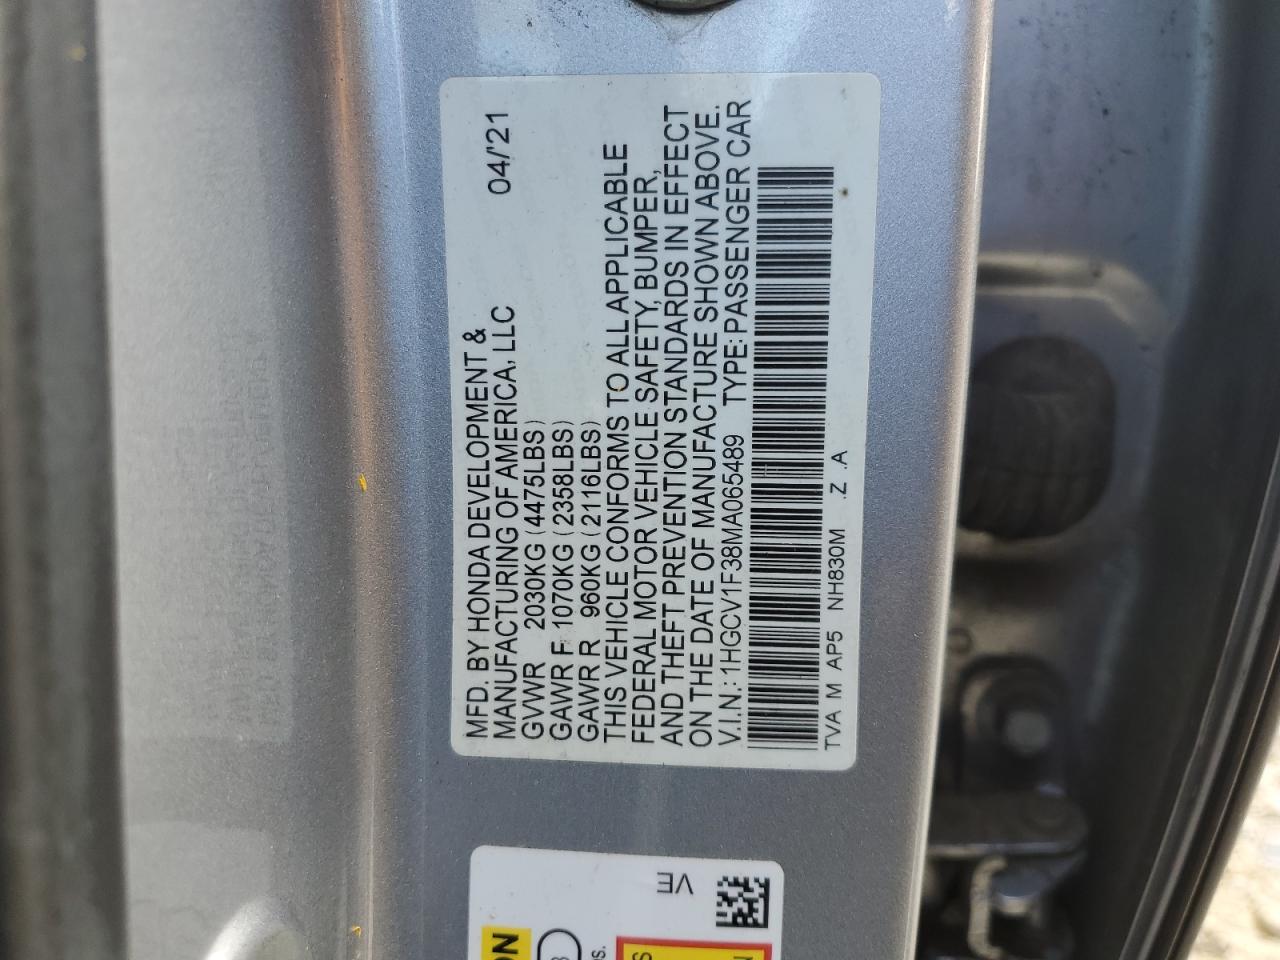 MFD. BY HONDA DEVELOPMENT &
MANUFACTURING OF AMERICA, LLC 04/'21
GVWR 2030KG (4475LBS)
GAWR F 1070KG (2358LBS)
GAWR R 960KG (2116LBS)
THIS VEHICLE CONFORMS TO ALL APPLICABLE
FEDERAL MOTOR VEHICLE SAFETY, BUMPER,
AND THEFT PREVENTION STANDARDS IN EFFECT
ON THE DATE OF MANUFACTURE SHOWN ABOVE.
V.I.N.: 1HGCV1F38MA065489 TYPE: PASSENGER CAR
TVA M AP5 NH830M .Z .A
VE